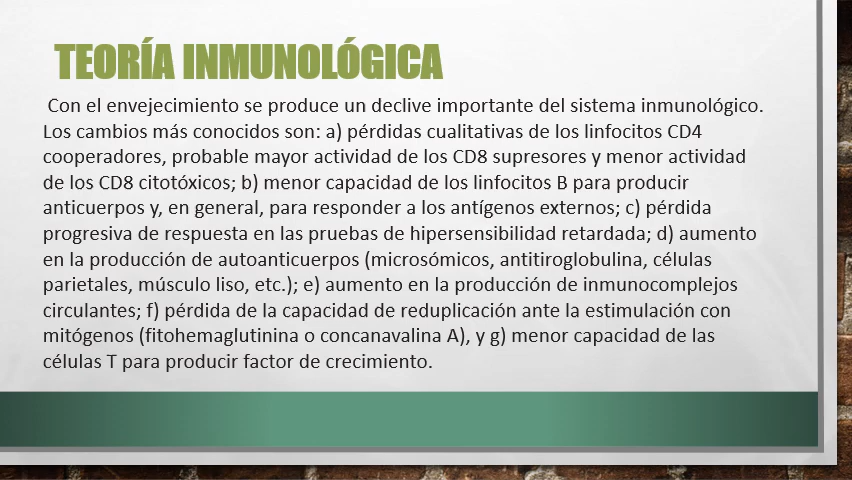 TEORÍA INMUNOLÓGICA
Con el envejecimiento se produce un declive importante del sistema inmunológico.
Los cambios más conocidos son: a) pérdidas cualitativas de los linfocitos CD4
cooperadores, probable mayor actividad de los CD8 supresores y menor actividad
de los CD8 citotóxicos; b) menor capacidad de los linfocitos B para producir
anticuerpos y, en general, para responder a los antígenos externos; c) pérdida
progresiva de respuesta en las pruebas de hipersensibilidad retardada; d) aumento
en la producción de autoanticuerpos (microsómicos, antitiroglobulina, células
parietales, músculo liso, etc.); e) aumento en la producción de inmunocomplejos
circulantes; f) pérdida de la capacidad de reduplicación ante la estimulación con
mitógenos (fitohemaglutinina o concanavalina A), y g) menor capacidad de las
células T para producir factor de crecimiento.